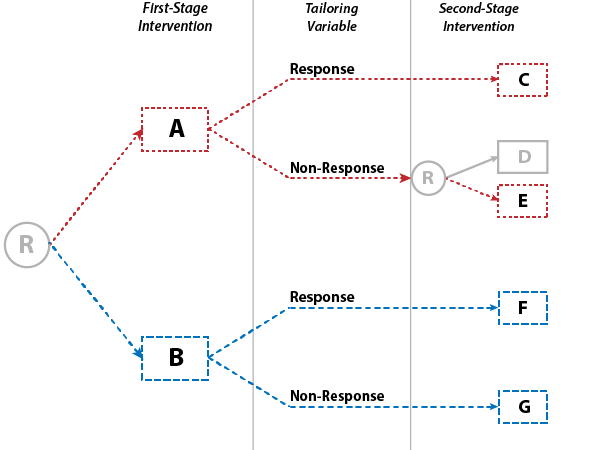 First-Stage
Intervention
Tailoring
Variable
Second-Stage
Intervention
Response
C
A
D
Non-Response
R
E
R
Response
F
B
Non-Response
G